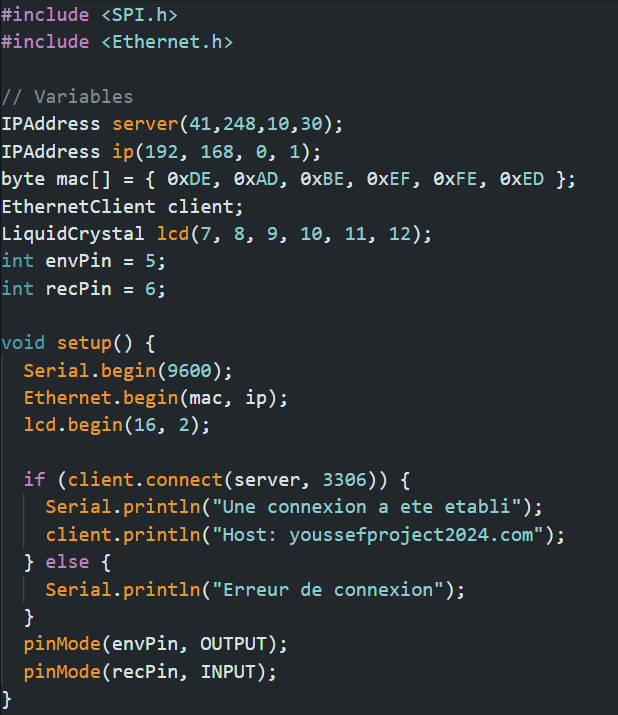 #include <SPI.h>
#include <Ethernet.h>
// Variables
IPAddress server(41,248,10,30);
IPAddress ip(192, 168, 0, 1);
byte mac[] = { 0xDE, 0xAD, 0xBE, 0xEF, 0xFE, 0xED };
EthernetClient client;
LiquidCrystal lcd(7, 8, 9, 10, 11, 12);
int envPin = 5;
int recPin = 6;
void setup() {
  Serial.begin(9600);
  Ethernet.begin(mac, ip);
  lcd.begin(16, 2);
  if (client.connect(server, 3306)) {
    Serial.println("Une connexion a ete etabli");
    client.println("Host: youssefproject2024.com");
  } else {
    Serial.println("Erreur de connexion");
  }
  pinMode(envPin, OUTPUT);
  pinMode(recPin, INPUT);
}